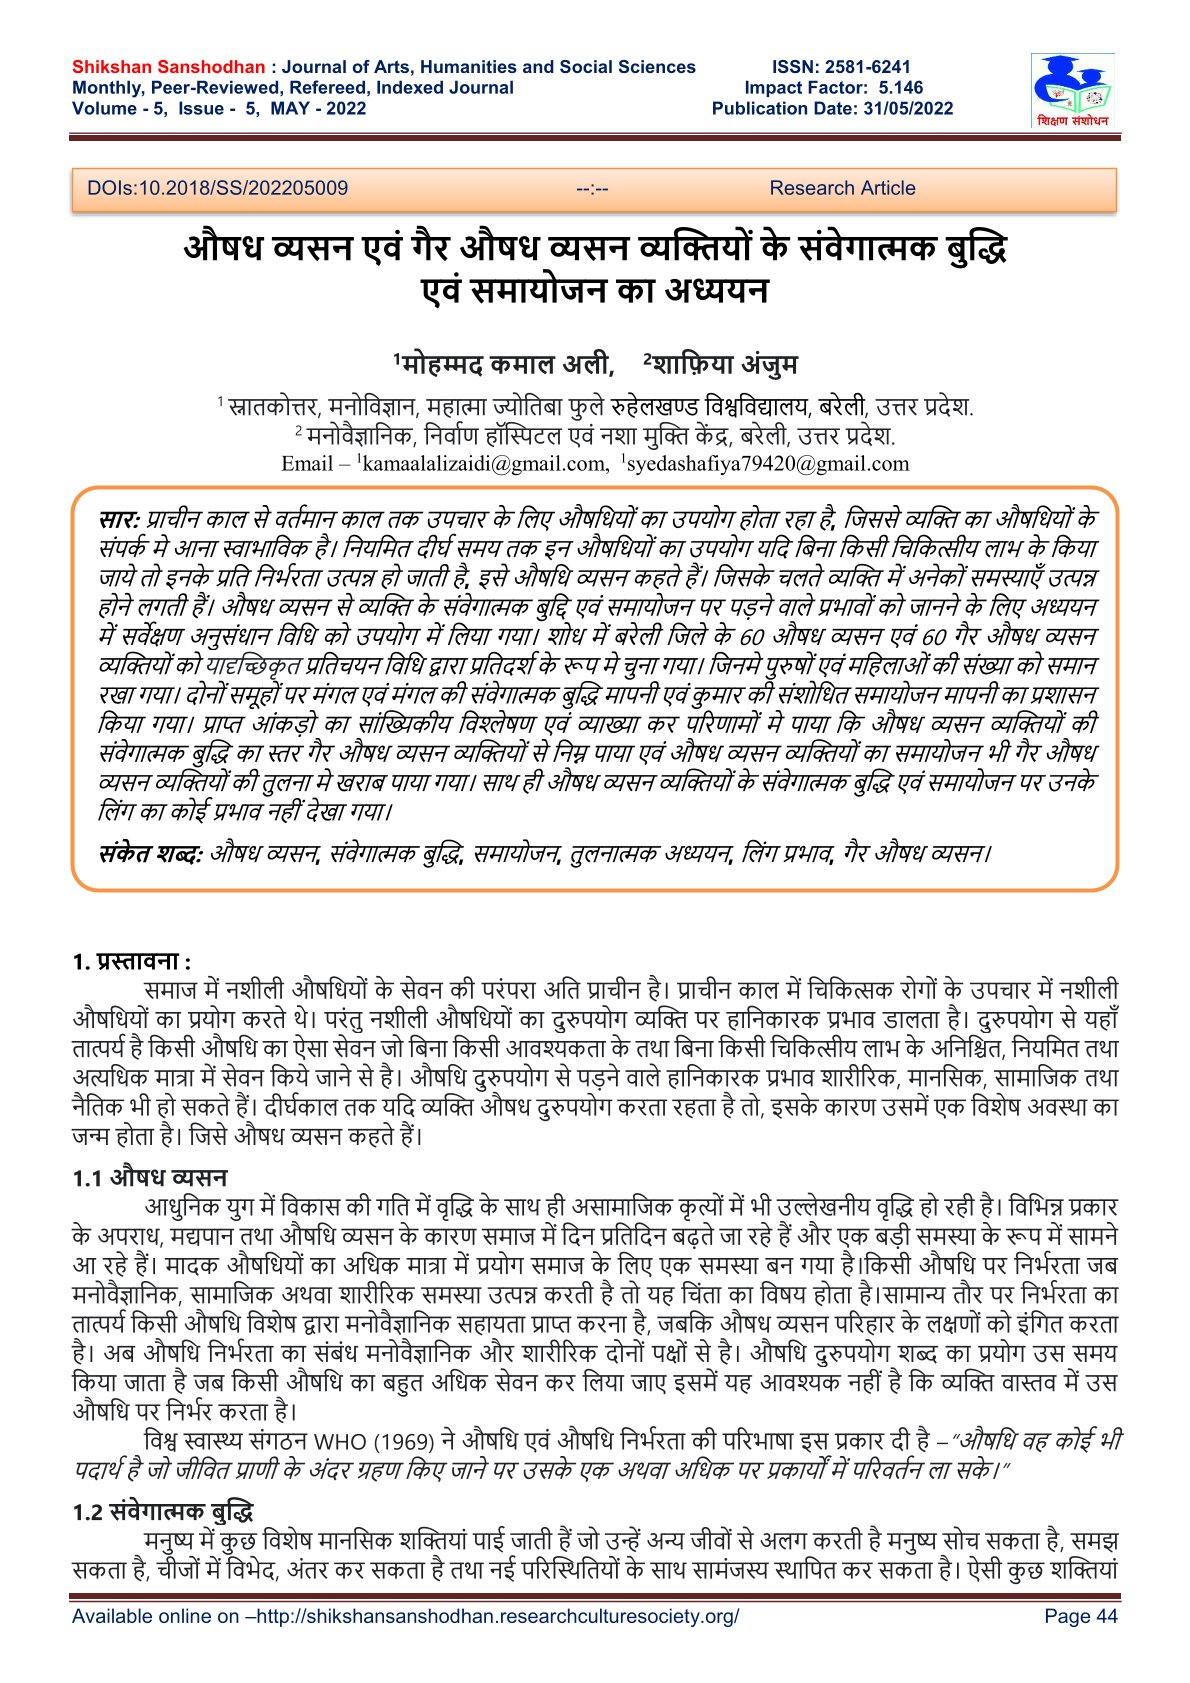 Shikshan Sanshodhan : Journal of Arts, Humanities and Social Sciences ISSN: 2581-6241
Monthly, Peer-Reviewed, Refereed, Indexed Journal Impact Factor: 5.146
Volume - 5, Issue - 5, MAY - 2022 Publication Date: 31/05/2022
शिक्षण संशोधन
DOIs:10.2018/SS/202205009 --:-- Research Article
औषध व्यसन एवं गैर औषध व्यसन व्यक्तियों के संवेगात्मक बुद्धि
एवं समायोजन का अध्ययन
¹मोहम्मद कमाल अली, ²शाफ़िया अंजुम
¹ स्नातकोत्तर, मनोविज्ञान, महात्मा ज्योतिबा फुले रुहेलखण्ड विश्वविद्यालय, बरेली, उत्तर प्रदेश.
² मनोवैज्ञानिक, निर्वाण हॉस्पिटल एवं नशा मुक्ति केंद्र, बरेली, उत्तर प्रदेश.
Email – ¹kamaalalizaidi@gmail.com, ¹syedashafiya79420@gmail.com
सार: प्राचीन काल से वर्तमान काल तक उपचार के लिए औषधियों का उपयोग होता रहा है, जिससे व्यक्ति का औषधियों के
संपर्क मे आना स्वाभाविक है। नियमित दीर्घ समय तक इन औषधियों का उपयोग यदि बिना किसी चिकित्सीय लाभ के किया
जाये तो इनके प्रति निर्भरता उत्पन्न हो जाती है, इसे औषधि व्यसन कहते हैं। जिसके चलते व्यक्ति में अनेकों समस्याएँ उत्पन्न
होने लगती हैं। औषध व्यसन से व्यक्ति के संवेगात्मक बुद्दि एवं समायोजन पर पड़ने वाले प्रभावों को जानने के लिए अध्ययन
में सर्वेक्षण अनुसंधान विधि को उपयोग में लिया गया। शोध में बरेली जिले के 60 औषध व्यसन एवं 60 गैर औषध व्यसन
व्यक्तियों को यादृच्छिकृत प्रतिचयन विधि द्वारा प्रतिदर्श के रूप मे चुना गया। जिनमे पुरुषों एवं महिलाओं की संख्या को समान
रखा गया। दोनों समूहों पर मंगल एवं मंगल की संवेगात्मक बुद्धि मापनी एवं कुमार की संशोधित समायोजन मापनी का प्रशासन
किया गया। प्राप्त आंकड़ो का सांख्यिकीय विश्लेषण एवं व्याख्या कर परिणामों मे पाया कि औषध व्यसन व्यक्तियों की
संवेगात्मक बुद्धि का स्तर गैर औषध व्यसन व्यक्तियों से निम्न पाया एवं औषध व्यसन व्यक्तियों का समायोजन भी गैर औषध
व्यसन व्यक्तियों की तुलना मे खराब पाया गया। साथ ही औषध व्यसन व्यक्तियों के संवेगात्मक बुद्धि एवं समायोजन पर उनके
लिंग का कोई प्रभाव नहीं देखा गया।
संकेत शब्द: औषध व्यसन, संवेगात्मक बुद्धि, समायोजन, तुलनात्मक अध्ययन, लिंग प्रभाव, गैर औषध व्यसन।
1. प्रस्तावना :
समाज में नशीली औषधियों के सेवन की परंपरा अति प्राचीन है। प्राचीन काल में चिकित्सक रोगों के उपचार में नशीली
औषधियों का प्रयोग करते थे। परंतु नशीली औषधियों का दुरुपयोग व्यक्ति पर हानिकारक प्रभाव डालता है। दुरुपयोग से यहाँ
तात्पर्य है किसी औषधि का ऐसा सेवन जो बिना किसी आवश्यकता के तथा बिना किसी चिकित्सीय लाभ के अनिश्चित, नियमित तथा
अत्यधिक मात्रा में सेवन किये जाने से है। औषधि दुरुपयोग से पड़ने वाले हानिकारक प्रभाव शारीरिक, मानसिक, सामाजिक तथा
नैतिक भी हो सकते हैं। दीर्घकाल तक यदि व्यक्ति औषध दुरुपयोग करता रहता है तो, इसके कारण उसमें एक विशेष अवस्था का
जन्म होता है। जिसे औषध व्यसन कहते हैं।
1.1 औषध व्यसन
आधुनिक युग में विकास की गति में वृद्धि के साथ ही असामाजिक कृत्यों में भी उल्लेखनीय वृद्धि हो रही है। विभिन्न प्रकार
के अपराध, मद्यपान तथा औषधि व्यसन के कारण समाज में दिन प्रतिदिन बढ़ते जा रहे हैं और एक बड़ी समस्या के रूप में सामने
आ रहे हैं। मादक औषधियों का अधिक मात्रा में प्रयोग समाज के लिए एक समस्या बन गया है।किसी औषधि पर निर्भरता जब
मनोवैज्ञानिक, सामाजिक अथवा शारीरिक समस्या उत्पन्न करती है तो यह चिंता का विषय होता है।सामान्य तौर पर निर्भरता का
तात्पर्य किसी औषधि विशेष द्वारा मनोवैज्ञानिक सहायता प्राप्त करना है, जबकि औषध व्यसन परिहार के लक्षणों को इंगित करता
है। अब औषधि निर्भरता का संबंध मनोवैज्ञानिक और शारीरिक दोनों पक्षों से है। औषधि दुरुपयोग शब्द का प्रयोग उस समय
किया जाता है जब किसी औषधि का बहुत अधिक सेवन कर लिया जाए इसमें यह आवश्यक नहीं है कि व्यक्ति वास्तव में उस
औषधि पर निर्भर करता है।
विश्व स्वास्थ्य संगठन WHO (1969) ने औषधि एवं औषधि निर्भरता की परिभाषा इस प्रकार दी है –“औषधि वह कोई भी
पदार्थ है जो जीवित प्राणी के अंदर ग्रहण किए जाने पर उसके एक अथवा अधिक पर प्रकार्यों में परिवर्तन ला सके।”
1.2 संवेगात्मक बुद्धि
मनुष्य में कुछ विशेष मानसिक शक्तियां पाई जाती हैं जो उन्हें अन्य जीवों से अलग करती है मनुष्य सोच सकता है, समझ
सकता है, चीजों में विभेद, अंतर कर सकता है तथा नई परिस्थितियों के साथ सामंजस्य स्थापित कर सकता है। ऐसी कुछ शक्तियां
Available online on –http://shikshansanshodhan.researchculturesociety.org/ Page 44